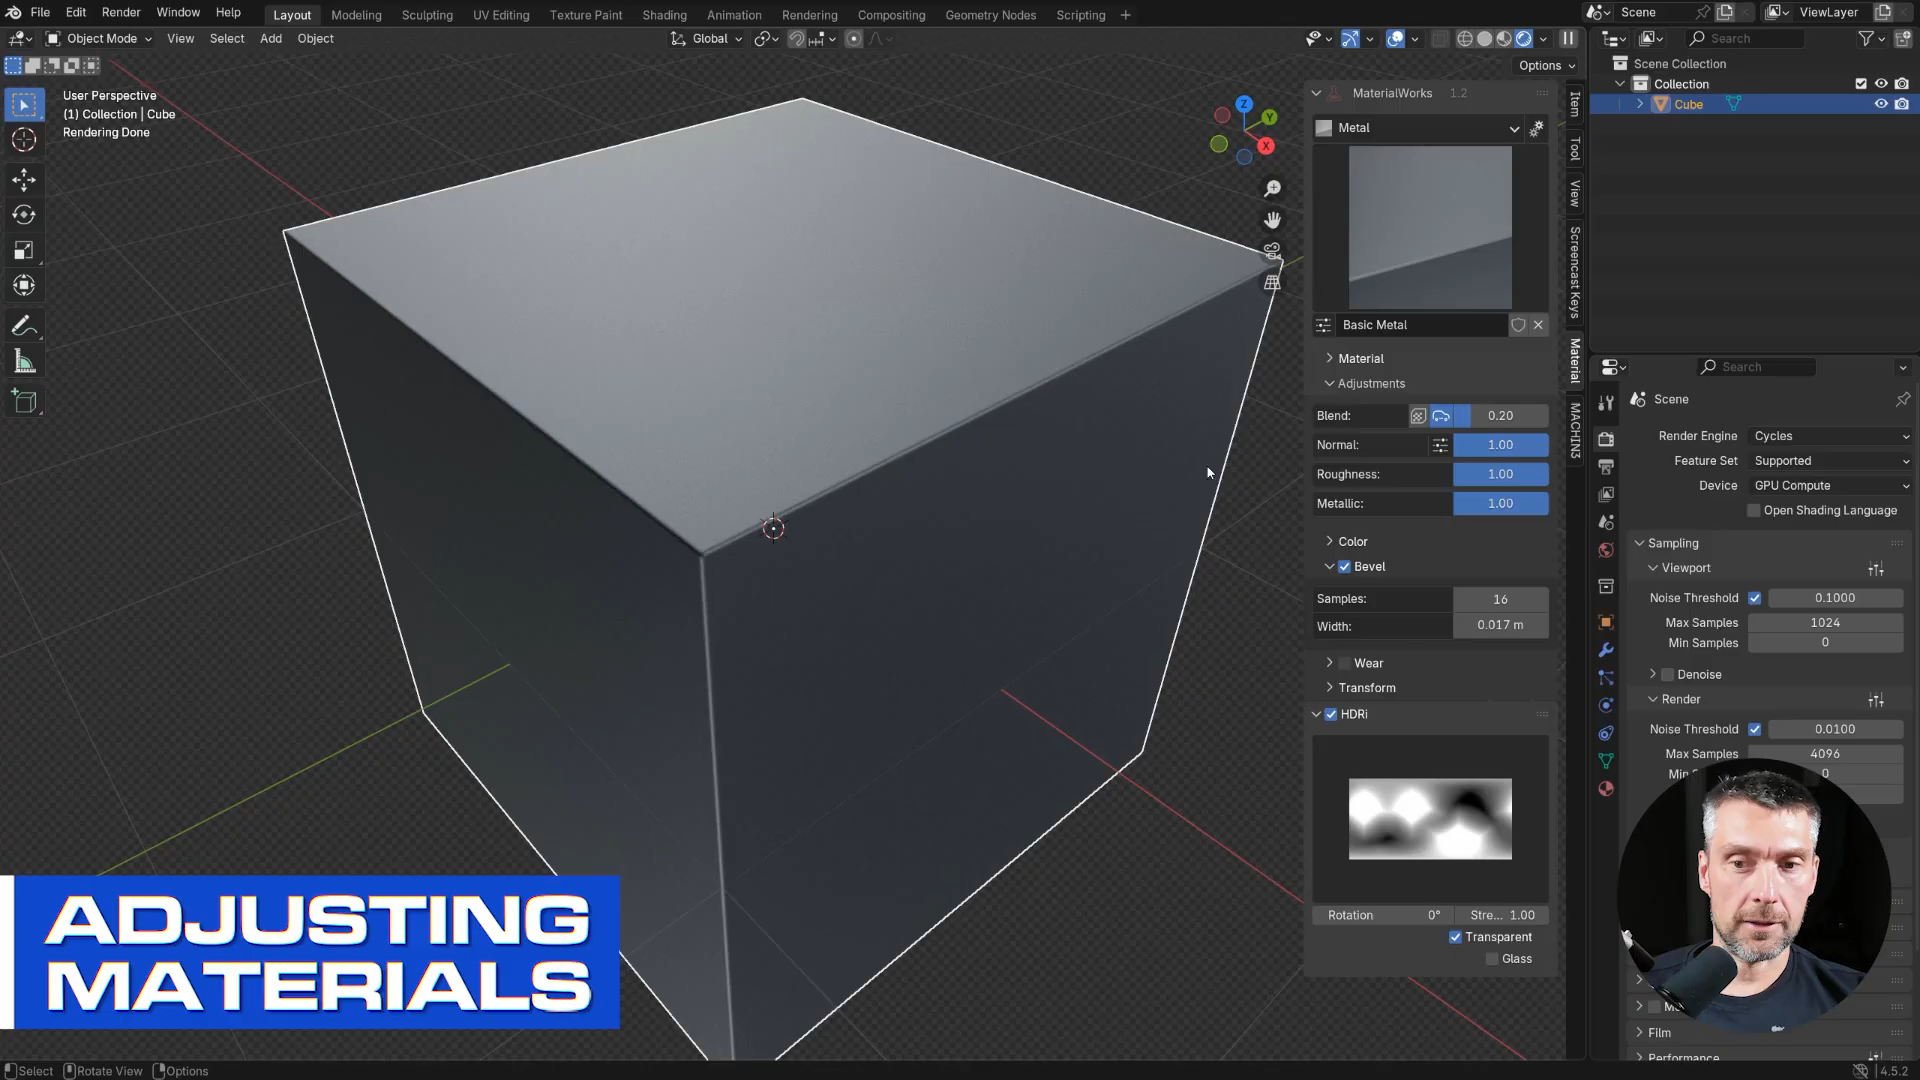 File Edit Render Window Help Layout Modeling Sculpting UV Editing Texture Paint Shading Animation Rendering Compositing Geometry Nodes Scripting + Scene ViewLayer
Object Mode View Select Add Object Global Search
Options
User Perspective
(1) Collection | Cube
Rendering Done
Z
Y
X
MaterialWorks 1.2
Metal
Basic Metal
Material
Adjustments
Blend: 0.20
Normal: 1.00
Roughness: 1.00
Metallic: 1.00
Color
Bevel
Samples: 16
Width: 0.017 m
Wear
Transform
HDRi
Rotation 0° Stre... 1.00
Transparent
Glass
Item
Tool
View
Screencast Keys
Material
MACHIN3
Scene Collection
Collection
Cube
Search
Scene
Render Engine Cycles
Feature Set Supported
Device GPU Compute
Open Shading Language
Sampling
Viewport
Noise Threshold 0.1000
Max Samples 1024
Min Samples 0
Denoise
Render
Noise Threshold 0.0100
Max Samples 4096
0
Film
Performance
ADJUSTING
MATERIALS
Select Rotate View Options 4.5.2